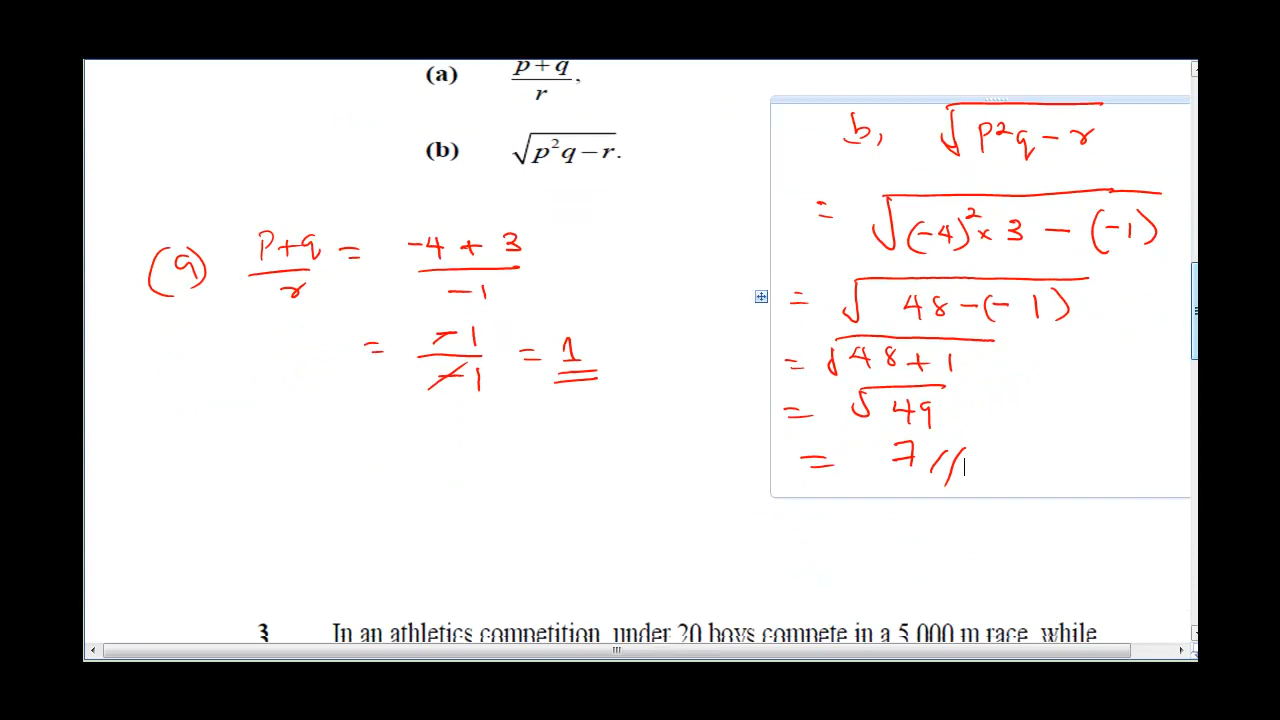 (a) p+q/r,
(b) √(p²q − r).
(a) p+q/r = -4 + 3/-1
= -1/-1 = 1
b, √(p²q − r)
= √((-4)² × 3 − (-1))
= √(48 − (-1))
= √(48 + 1)
= √49
= 7 //
3 In an athletics competition, under 20 boys compete in a 5 000 m race, while